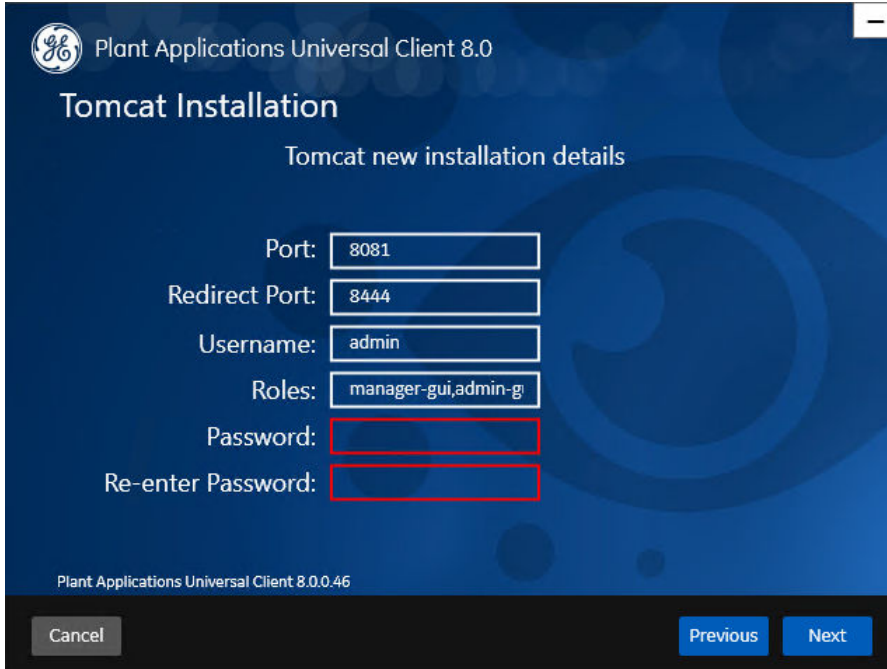 Plant Applications Universal Client 8.0
Tomcat Installation
Tomcat new installation details
Port: 8081
Redirect Port: 8444
Username: admin
Roles: manager-gui,admin-g
Password:
Re-enter Password:
Plant Applications Universal Client 8.0.0.46
Cancel Previous Next